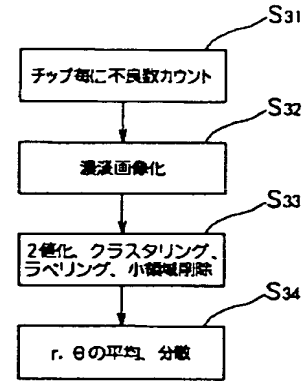 S31
チップ毎に不良数カウント
S32
濃淡画像化
S33
2値化、クラスタリング、
ラベリング、小領域削除
S34
r. θの平均、分散